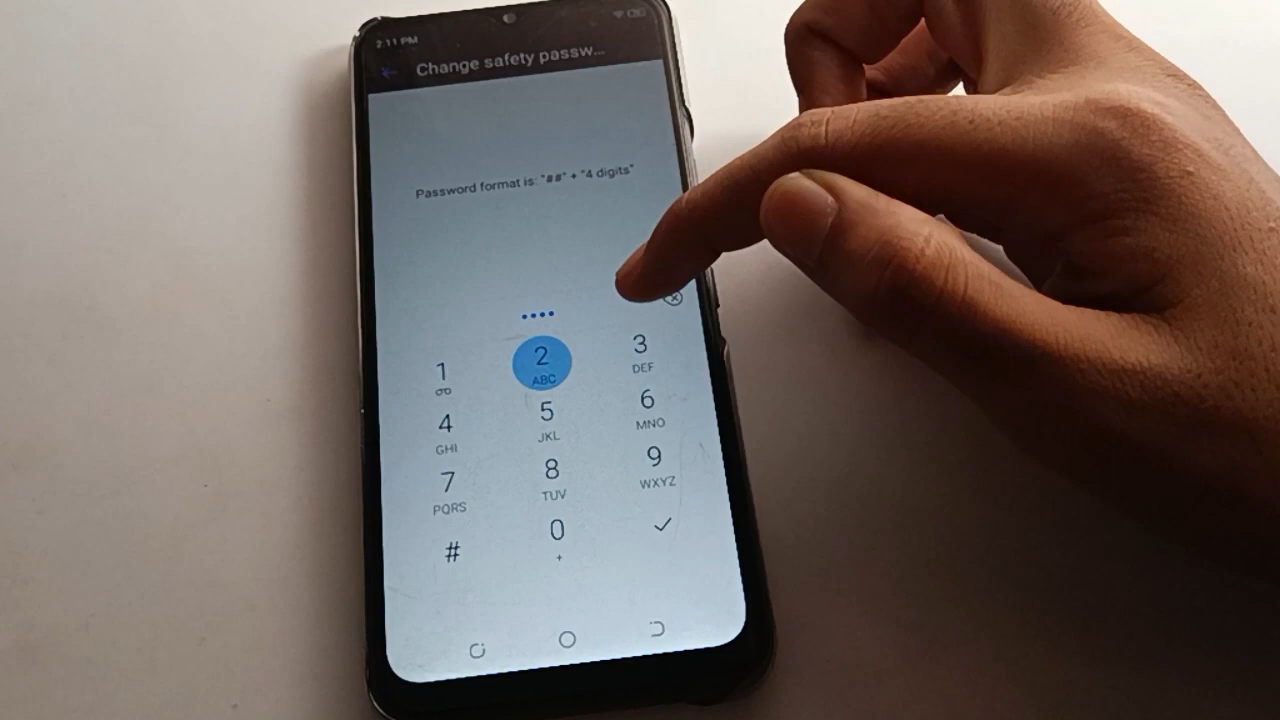 2:11 PM
Change safety passw...
Password format is: "##" + "4 digits"
1
2
ABC
3
DEF
4
GHI
5
JKL
6
MNO
7
PQRS
8
TUV
9
WXYZ
#
0
+